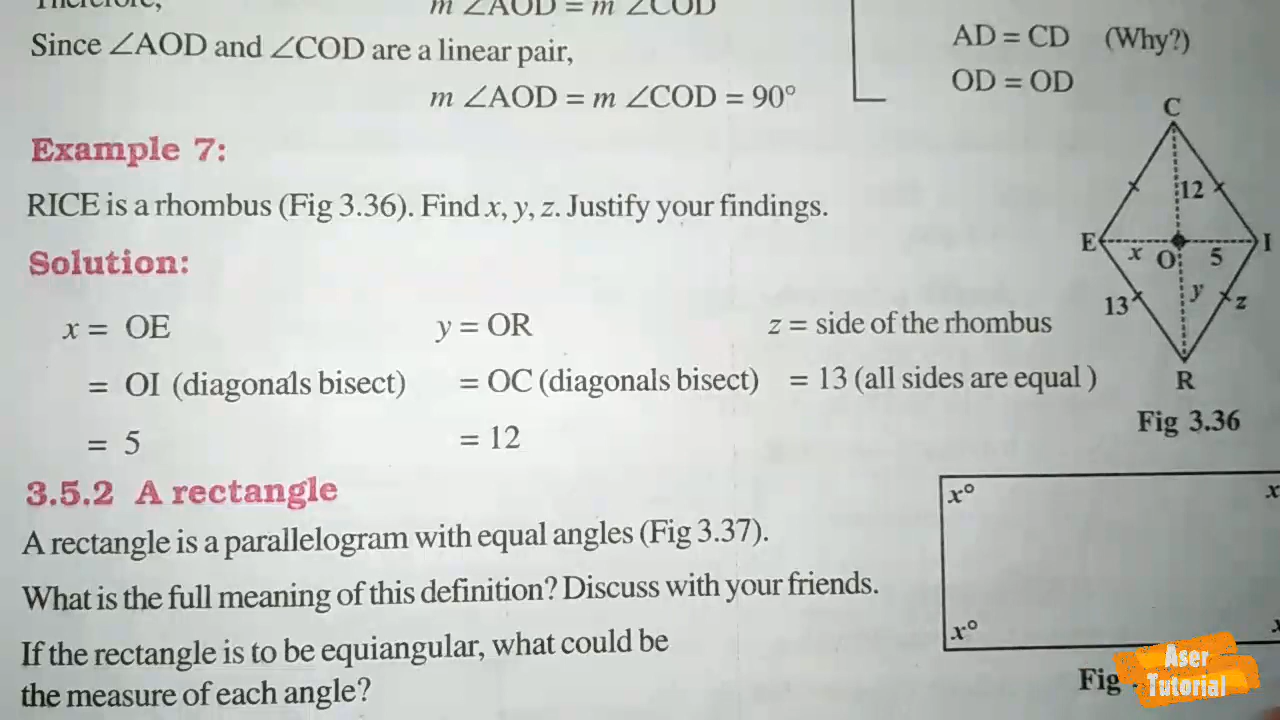 Therefore, m ∠AOD = m ∠COD
Since ∠AOD and ∠COD are a linear pair,
m ∠AOD = m ∠COD = 90°
AD = CD (Why?)
OD = OD
Example 7:
RICE is a rhombus (Fig 3.36). Find x, y, z. Justify your findings.
Solution:
x = OE y = OR z = side of the rhombus
= OI (diagonals bisect) = OC (diagonals bisect) = 13 (all sides are equal )
= 5 = 12
C
12
E x O 5 I
13 y z
R
Fig 3.36
3.5.2 A rectangle
A rectangle is a parallelogram with equal angles (Fig 3.37).
What is the full meaning of this definition? Discuss with your friends.
If the rectangle is to be equiangular, what could be
the measure of each angle?
x° x
x° x
Fig
Aser
Tutorial